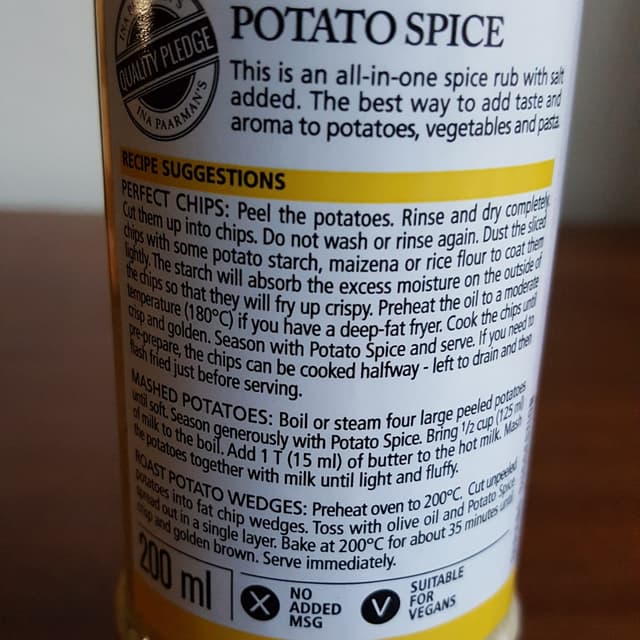 INA PAARMAN'S
QUALITY PLEDGE
INA PAARMAN'S
POTATO SPICE
This is an all-in-one spice rub with salt
added. The best way to add taste and
aroma to potatoes, vegetables and pasta.
RECIPE SUGGESTIONS
PERFECT CHIPS: Peel the potatoes. Rinse and dry completely.
Cut them up into chips. Do not wash or rinse again. Dust the sliced
chips with some potato starch, maizena or rice flour to coat them
lightly. The starch will absorb the excess moisture on the outside of
the chips so that they will fry up crispy. Preheat the oil to a moderate
temperature (180°C) if you have a deep-fat fryer. Cook the chips until
crisp and golden. Season with Potato Spice and serve. If you need to
pre-prepare, the chips can be cooked halfway - left to drain and then
flash fried just before serving.
MASHED POTATOES: Boil or steam four large peeled potatoes
until soft. Season generously with Potato Spice. Bring 1/2 cup (125 ml)
of milk to the boil. Add 1 T (15 ml) of butter to the hot milk. Mash
the potatoes together with milk until light and fluffy.
ROAST POTATO WEDGES: Preheat oven to 200°C. Cut unpeeled
potatoes into fat chip wedges. Toss with olive oil and Potato Spice,
spread out in a single layer. Bake at 200°C for about 35 minutes until
crisp and golden brown. Serve immediately.
200 ml
X NO
ADDED
MSG
V SUITABLE
FOR
VEGANS